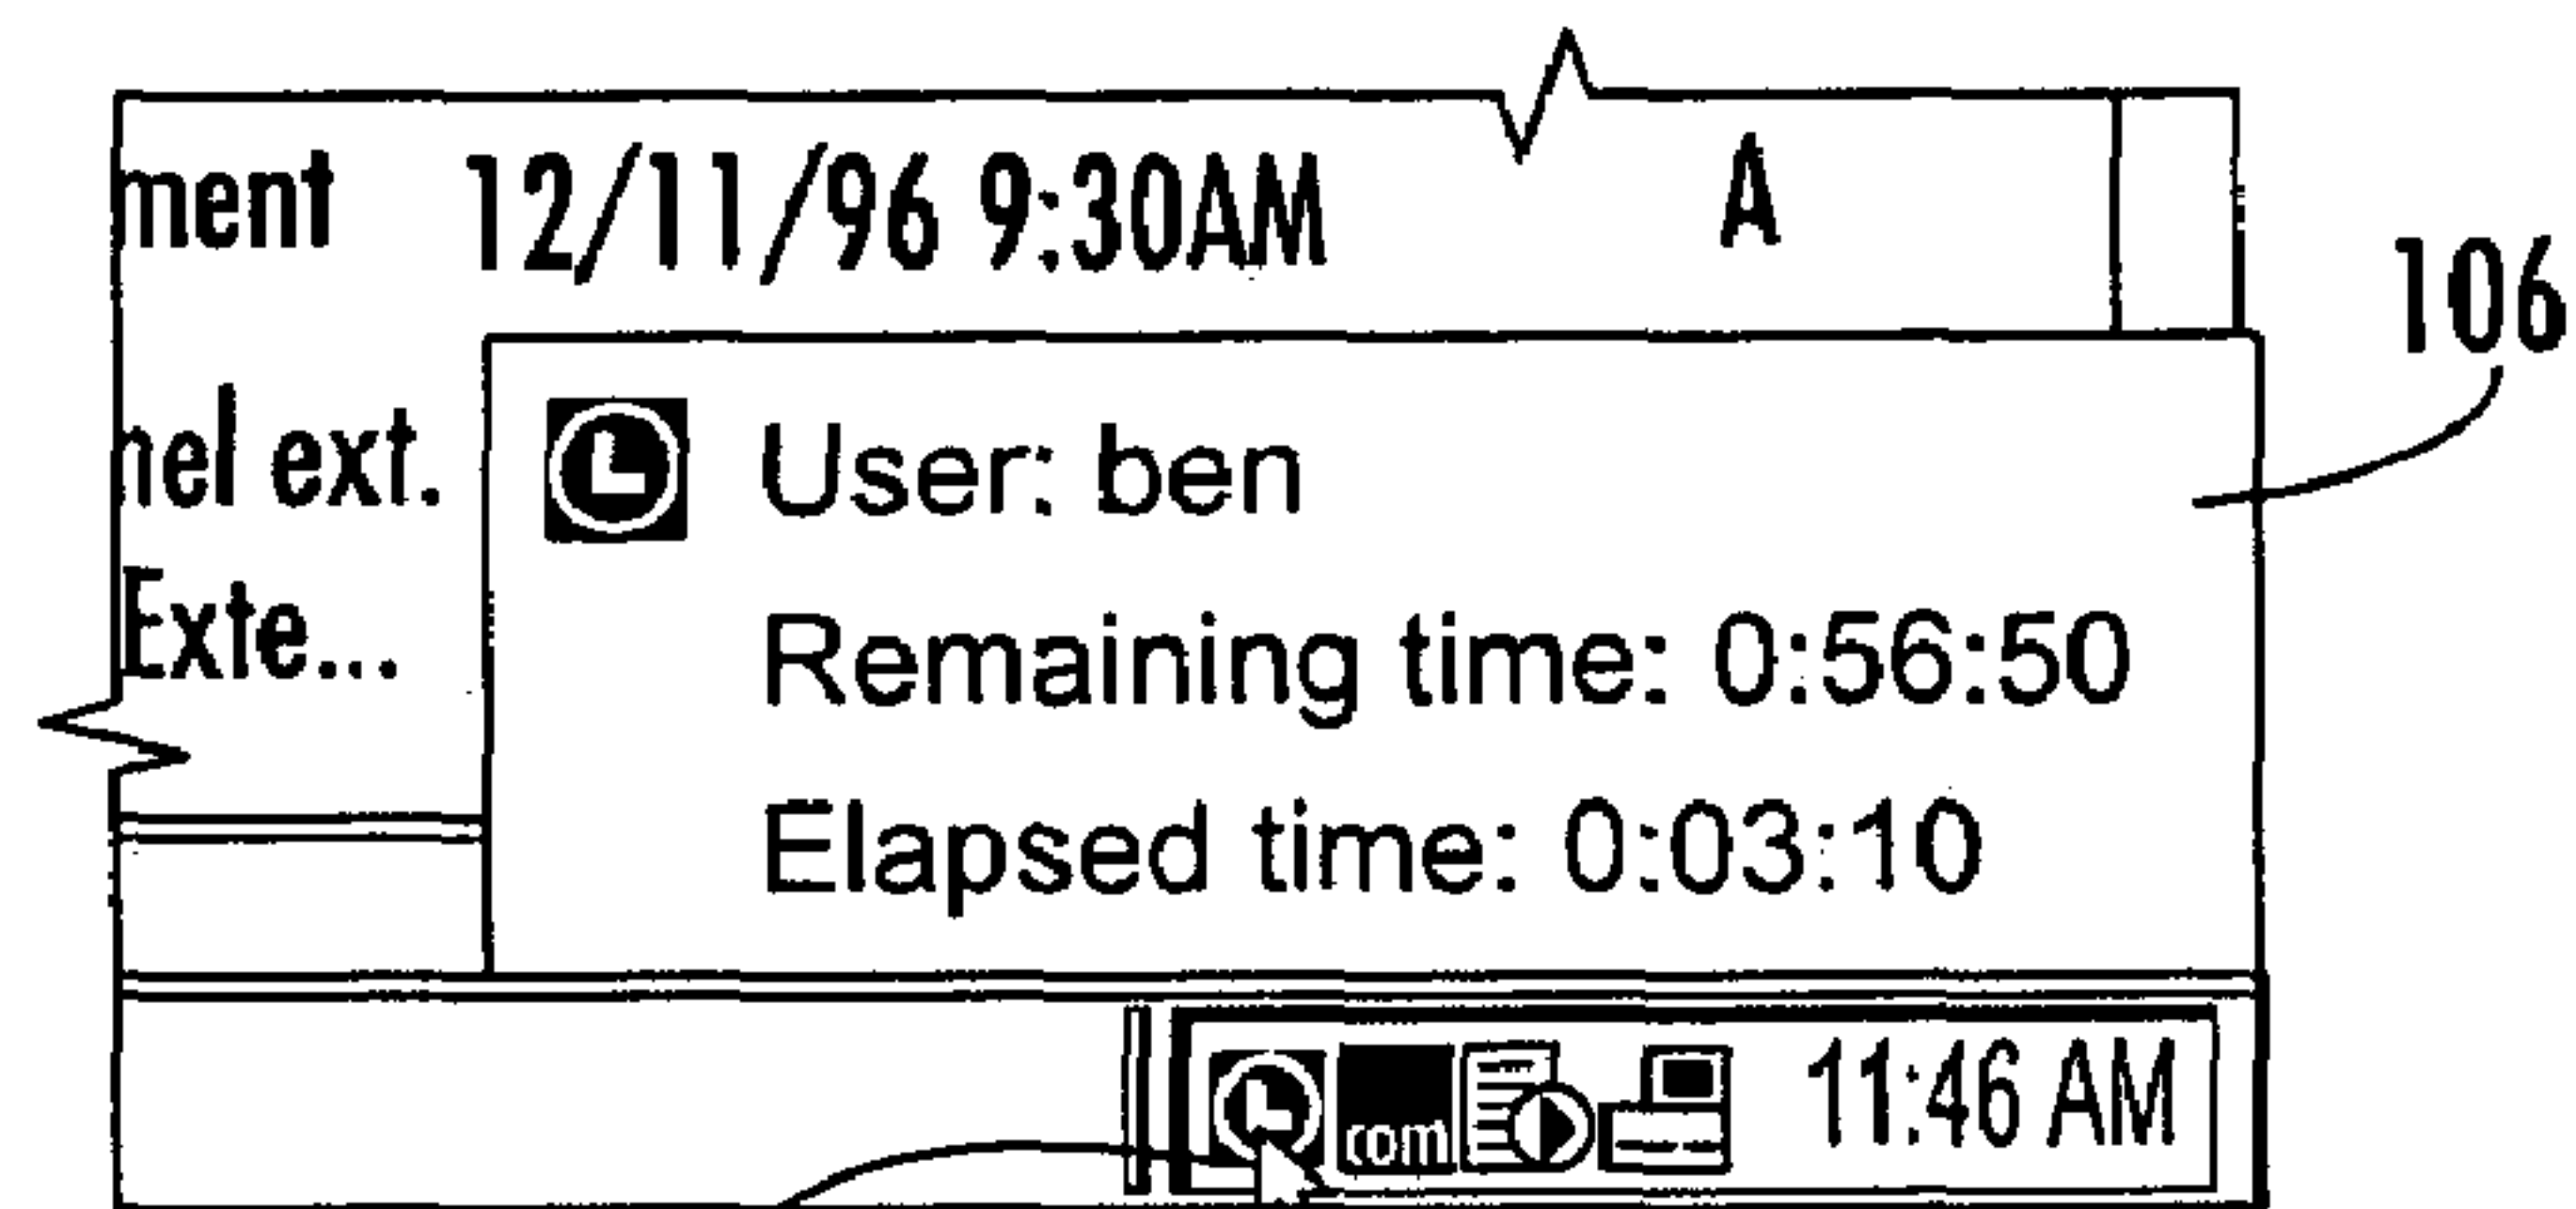 ment 12/11/96 9:30AM A
106
nel ext.
User: ben
Exte...
Remaining time: 0:56:50
Elapsed time: 0:03:10
com 11:46 AM